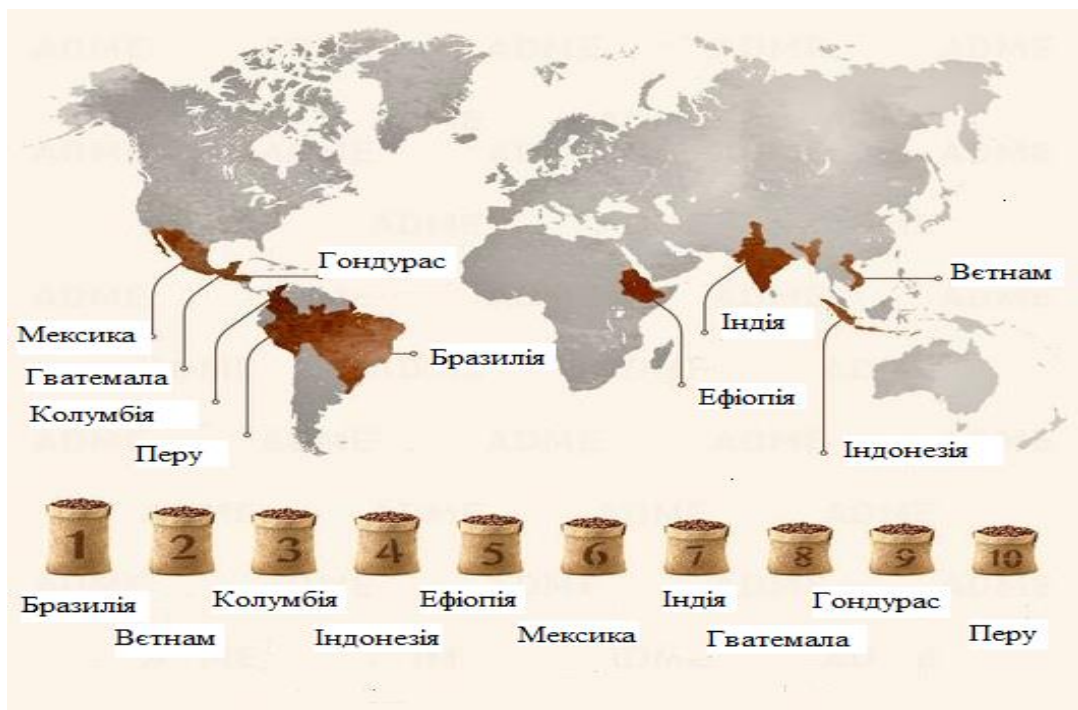 Гондурас
Вєтнам
Мексика
Індія
Гватемала
Бразилія
Колумбія
Ефіопія
Перу
Індонезія
1
2
3
4
5
6
7
8
9
10
Бразилія
Вєтнам
Колумбія
Індонезія
Ефіопія
Мексика
Індія
Гватемала
Гондурас
Перу